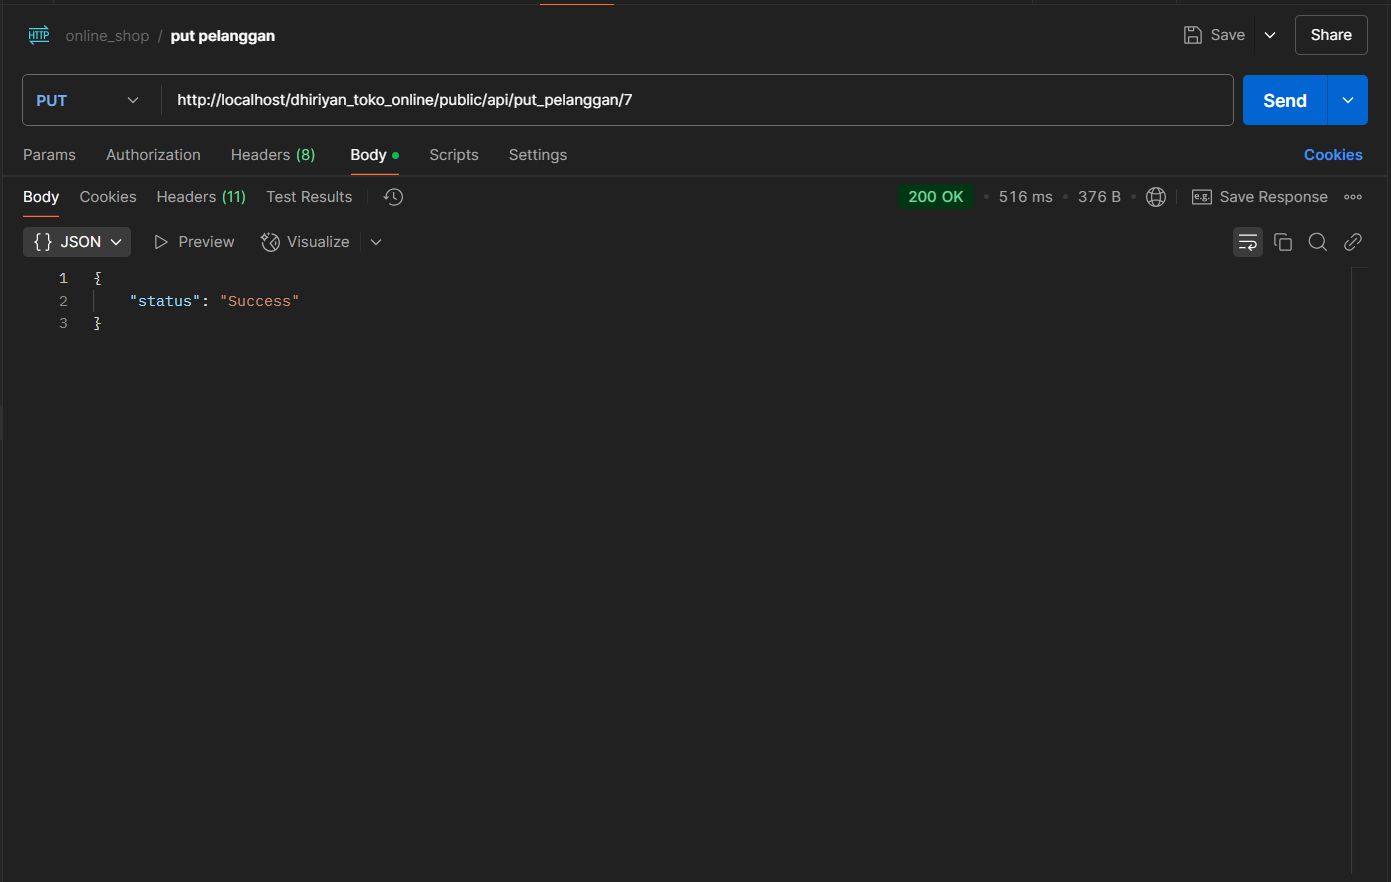 HTTP online_shop / put pelanggan Save Share
PUT http://localhost/dhiriyan_toko_online/public/api/put_pelanggan/7 Send
Params Authorization Headers (8) Body Scripts Settings Cookies
Body Cookies Headers (11) Test Results 200 OK • 516 ms • 376 B • e.g. Save Response
{} JSON Preview Visualize
1 {
2 "status": "Success"
3 }